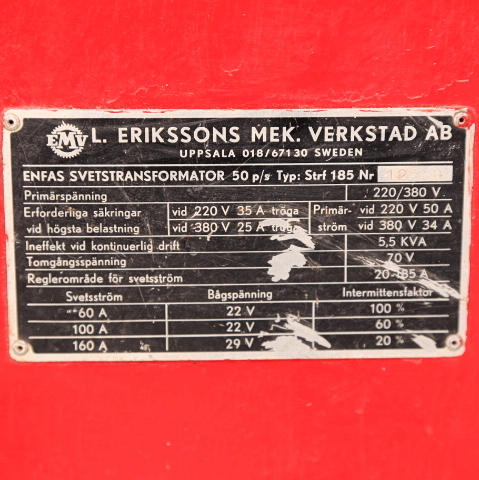 EMV L. ERIKSSONS MEK. VERKSTAD AB
UPPSALA 018/67130 SWEDEN
ENFAS SVETSTRANSFORMATOR 50 p/s Typ: Strf 185 Nr
Primärspänning 220/380 V.
Erforderliga säkringar vid 220 V 35 A tröga Primär- vid 220 V 50 A
vid högsta belastning vid 380 V 25 A tröga ström vid 380 V 34 A
Ineffekt vid kontinuerlig drift 5,5 KVA
Tomgångsspänning 70 V
Reglerområde för svetsström 20-185 A
Svetsström Bågspänning Intermittensfaktor
60 A 22 V 100 %
100 A 22 V 60 %
160 A 29 V 20 %